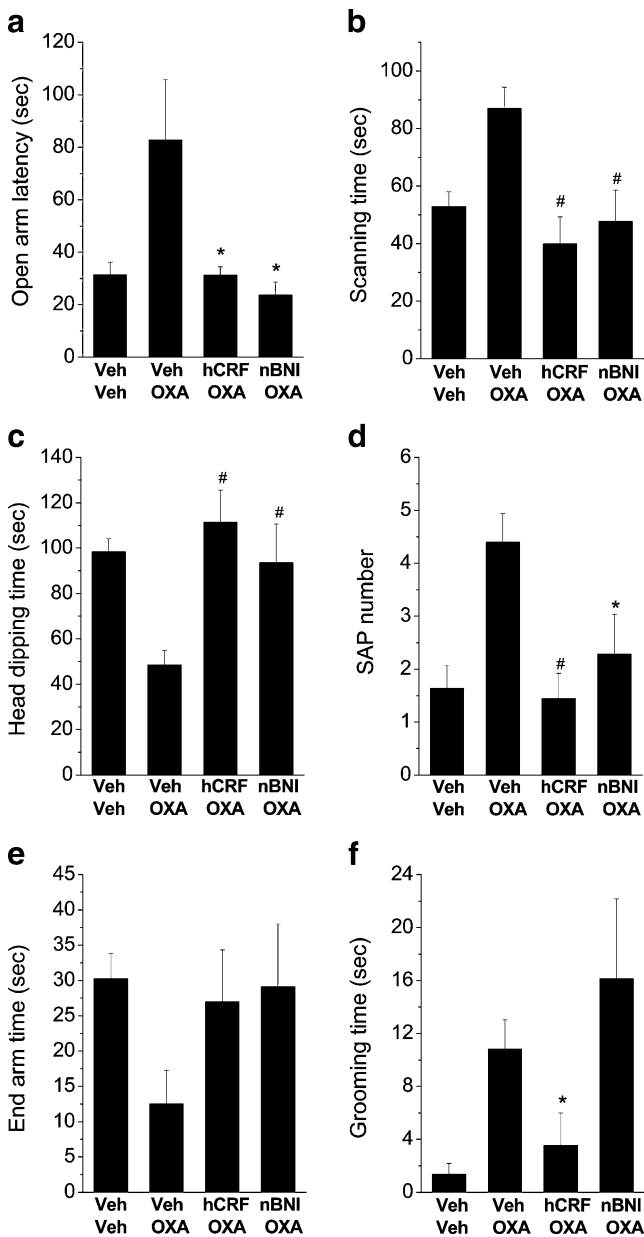 a
Open arm latency (sec)
120
100
80
60
40
20
0
*
*
Veh Veh hCRF nBNI
Veh OXA OXA OXA
b
Scanning time (sec)
100
80
60
40
20
0
#
#
Veh Veh hCRF nBNI
Veh OXA OXA OXA
c
Head dipping time (sec)
140
120
100
80
60
40
20
0
#
#
Veh Veh hCRF nBNI
Veh OXA OXA OXA
d
SAP number
6
5
4
3
2
1
0
#
*
Veh Veh hCRF nBNI
Veh OXA OXA OXA
e
End arm time (sec)
45
40
35
30
25
20
15
10
5
0
Veh Veh hCRF nBNI
Veh OXA OXA OXA
f
Grooming time (sec)
24
20
16
12
8
4
0
*
Veh Veh hCRF nBNI
Veh OXA OXA OXA